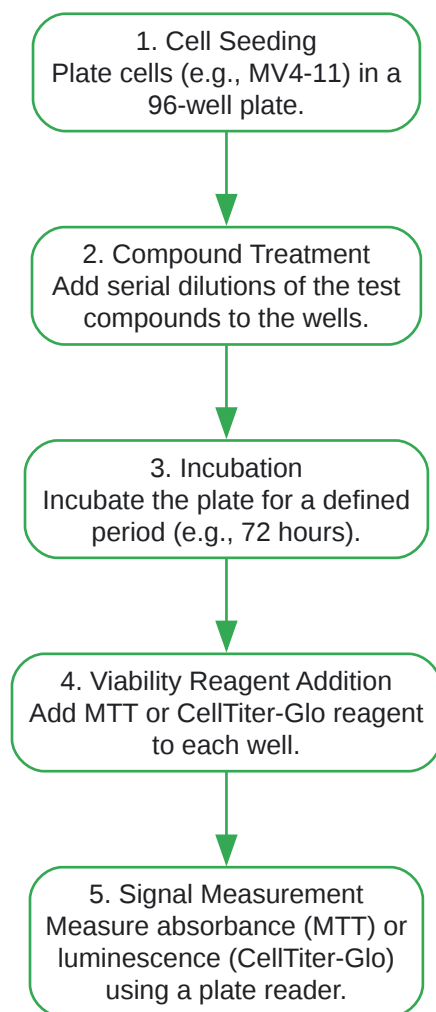 1. Cell Seeding
Plate cells (e.g., MV4-11) in a
96-well plate.
2. Compound Treatment
Add serial dilutions of the test
compounds to the wells.
3. Incubation
Incubate the plate for a defined
period (e.g., 72 hours).
4. Viability Reagent Addition
Add MTT or CellTiter-Glo reagent
to each well.
5. Signal Measurement
Measure absorbance (MTT) or
luminescence (CellTiter-Glo)
using a plate reader.